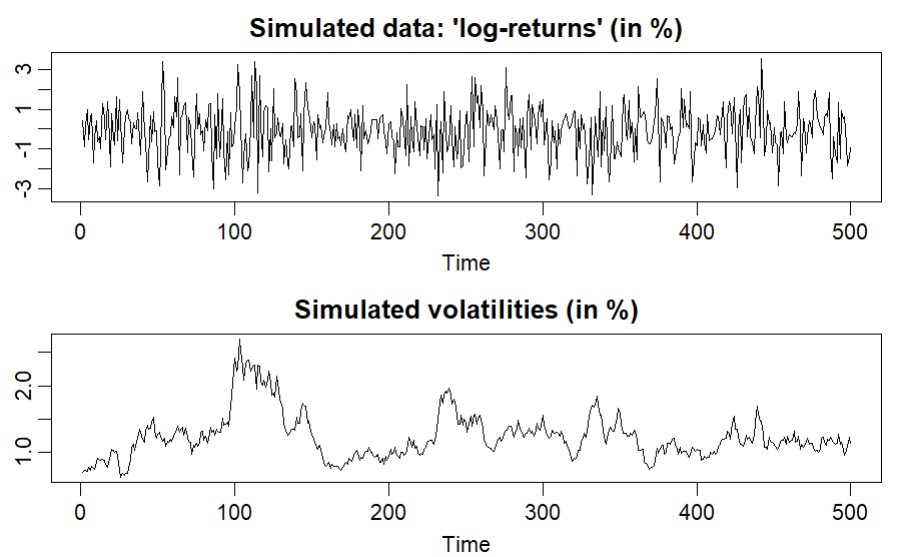 Simulated data: 'log-returns' (in %)
3
1
-1
-3
0 100 200 300 400 500
Time
Simulated volatilities (in %)
2.0
1.0
0 100 200 300 400 500
Time